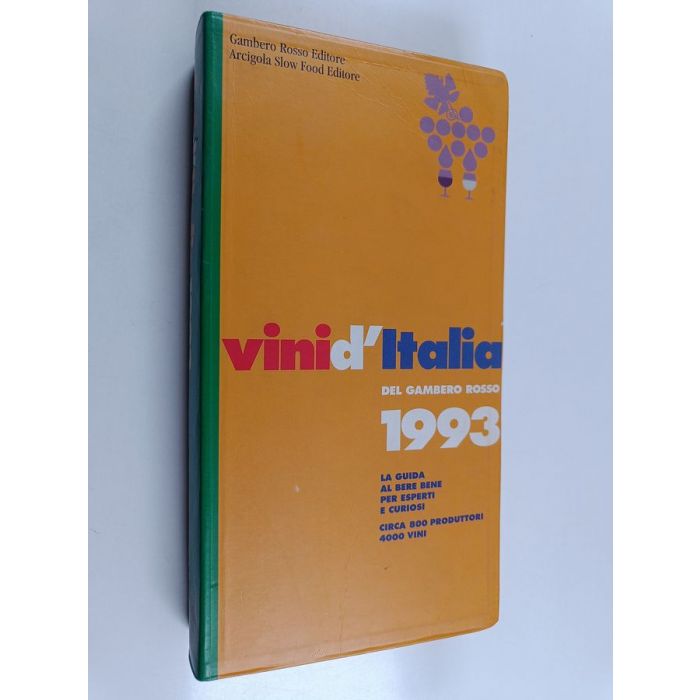 Gambero Rosso Editore
Arcigola Slow Food Editore
vinid'Italia
DEL GAMBERO ROSSO
1993
LA GUIDA
AL BERE BENE
PER ESPERTI
E CURIOSI
CIRCA 800 PRODUTTORI
4000 VINI